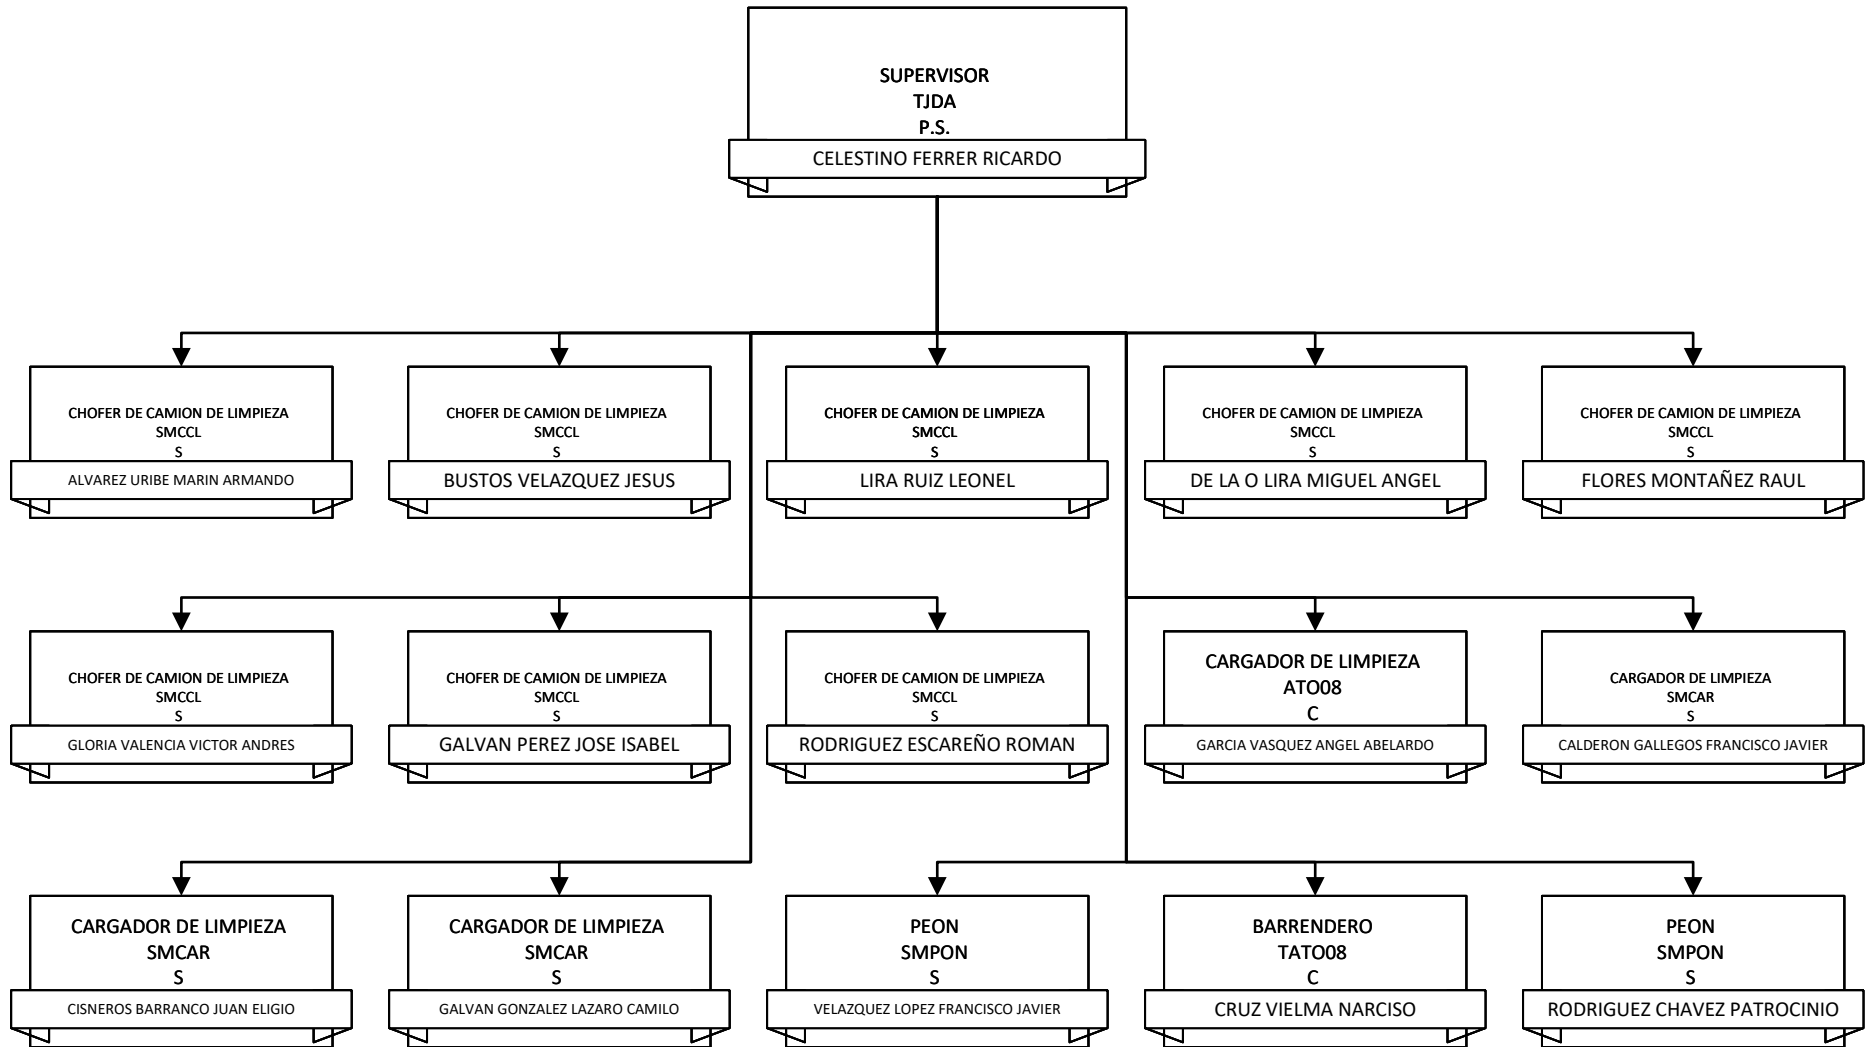 SUPERVISOR
TJDA
P.S.
CELESTINO FERRER RICARDO
CHOFER DE CAMION DE LIMPIEZA
SMCCL
S
ALVAREZ URIBE MARIN ARMANDO
CHOFER DE CAMION DE LIMPIEZA
SMCCL
S
BUSTOS VELAZQUEZ JESUS
CHOFER DE CAMION DE LIMPIEZA
SMCCL
S
LIRA RUIZ LEONEL
CHOFER DE CAMION DE LIMPIEZA
SMCCL
S
DE LA O LIRA MIGUEL ANGEL
CHOFER DE CAMION DE LIMPIEZA
SMCCL
S
FLORES MONTAÑEZ RAUL
CHOFER DE CAMION DE LIMPIEZA
SMCCL
S
GLORIA VALENCIA VICTOR ANDRES
CHOFER DE CAMION DE LIMPIEZA
SMCCL
S
GALVAN PEREZ JOSE ISABEL
CHOFER DE CAMION DE LIMPIEZA
SMCCL
S
RODRIGUEZ ESCAREÑO ROMAN
CARGADOR DE LIMPIEZA
ATO08
C
GARCIA VASQUEZ ANGEL ABELARDO
CARGADOR DE LIMPIEZA
SMCAR
S
CALDERON GALLEGOS FRANCISCO JAVIER
CARGADOR DE LIMPIEZA
SMCAR
S
CISNEROS BARRANCO JUAN ELIGIO
CARGADOR DE LIMPIEZA
SMCAR
S
GALVAN GONZALEZ LAZARO CAMILO
PEON
SMPON
S
VELAZQUEZ LOPEZ FRANCISCO JAVIER
BARRENDERO
TATO08
C
CRUZ VIELMA NARCISO
PEON
SMPON
S
RODRIGUEZ CHAVEZ PATROCINIO